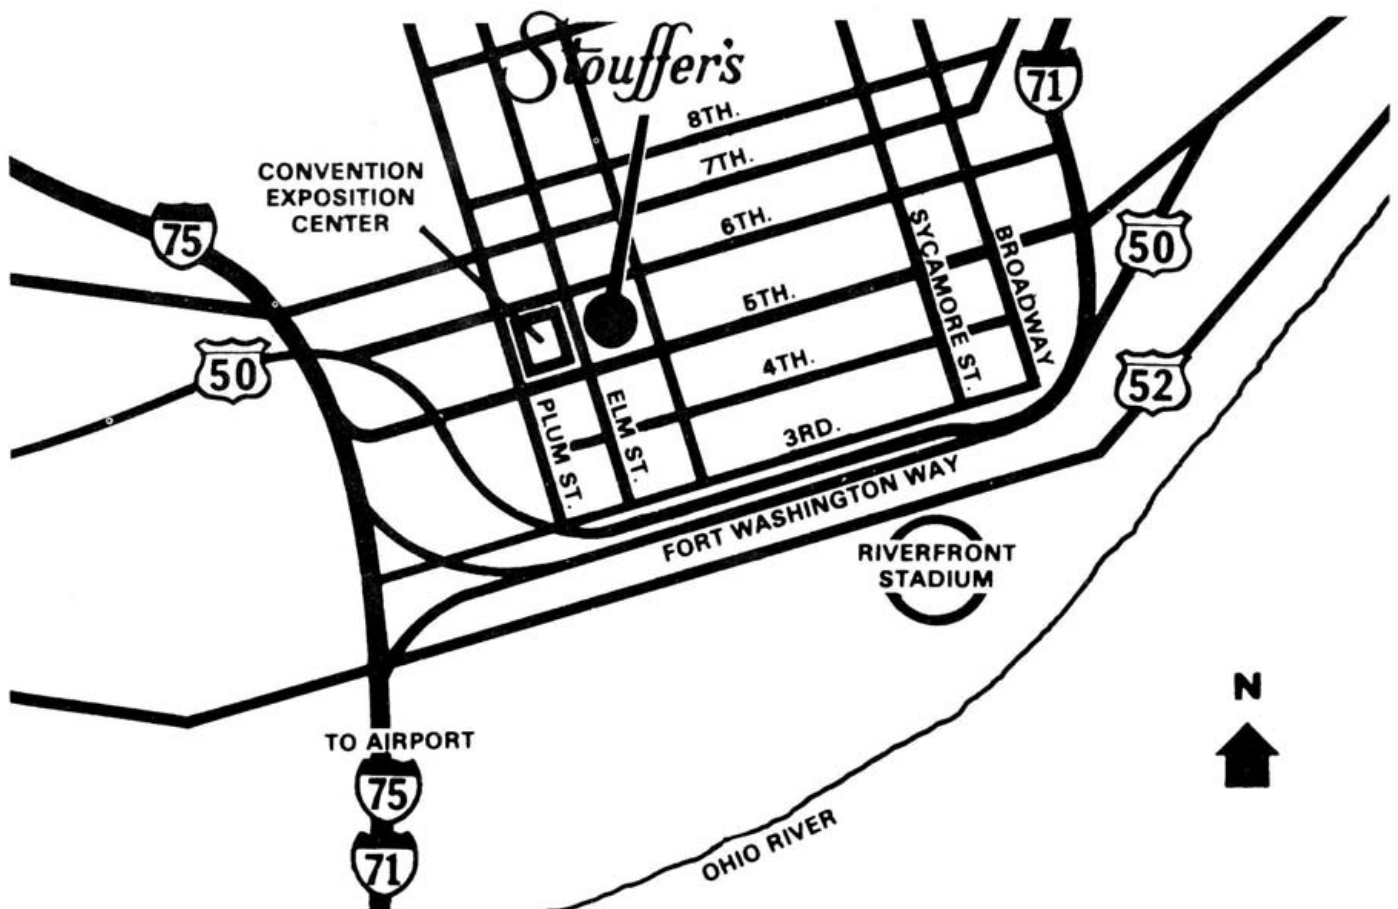 Stouffer's
71
8TH.
7TH.
CONVENTION
EXPOSITION
CENTER
6TH.
75
SYCAMORE ST.
BROADWAY
50
5TH.
50
4TH.
52
PLUM ST.
ELM ST.
3RD.
FORT WASHINGTON WAY
RIVERFRONT
STADIUM
N
TO AIRPORT
75
71
OHIO RIVER